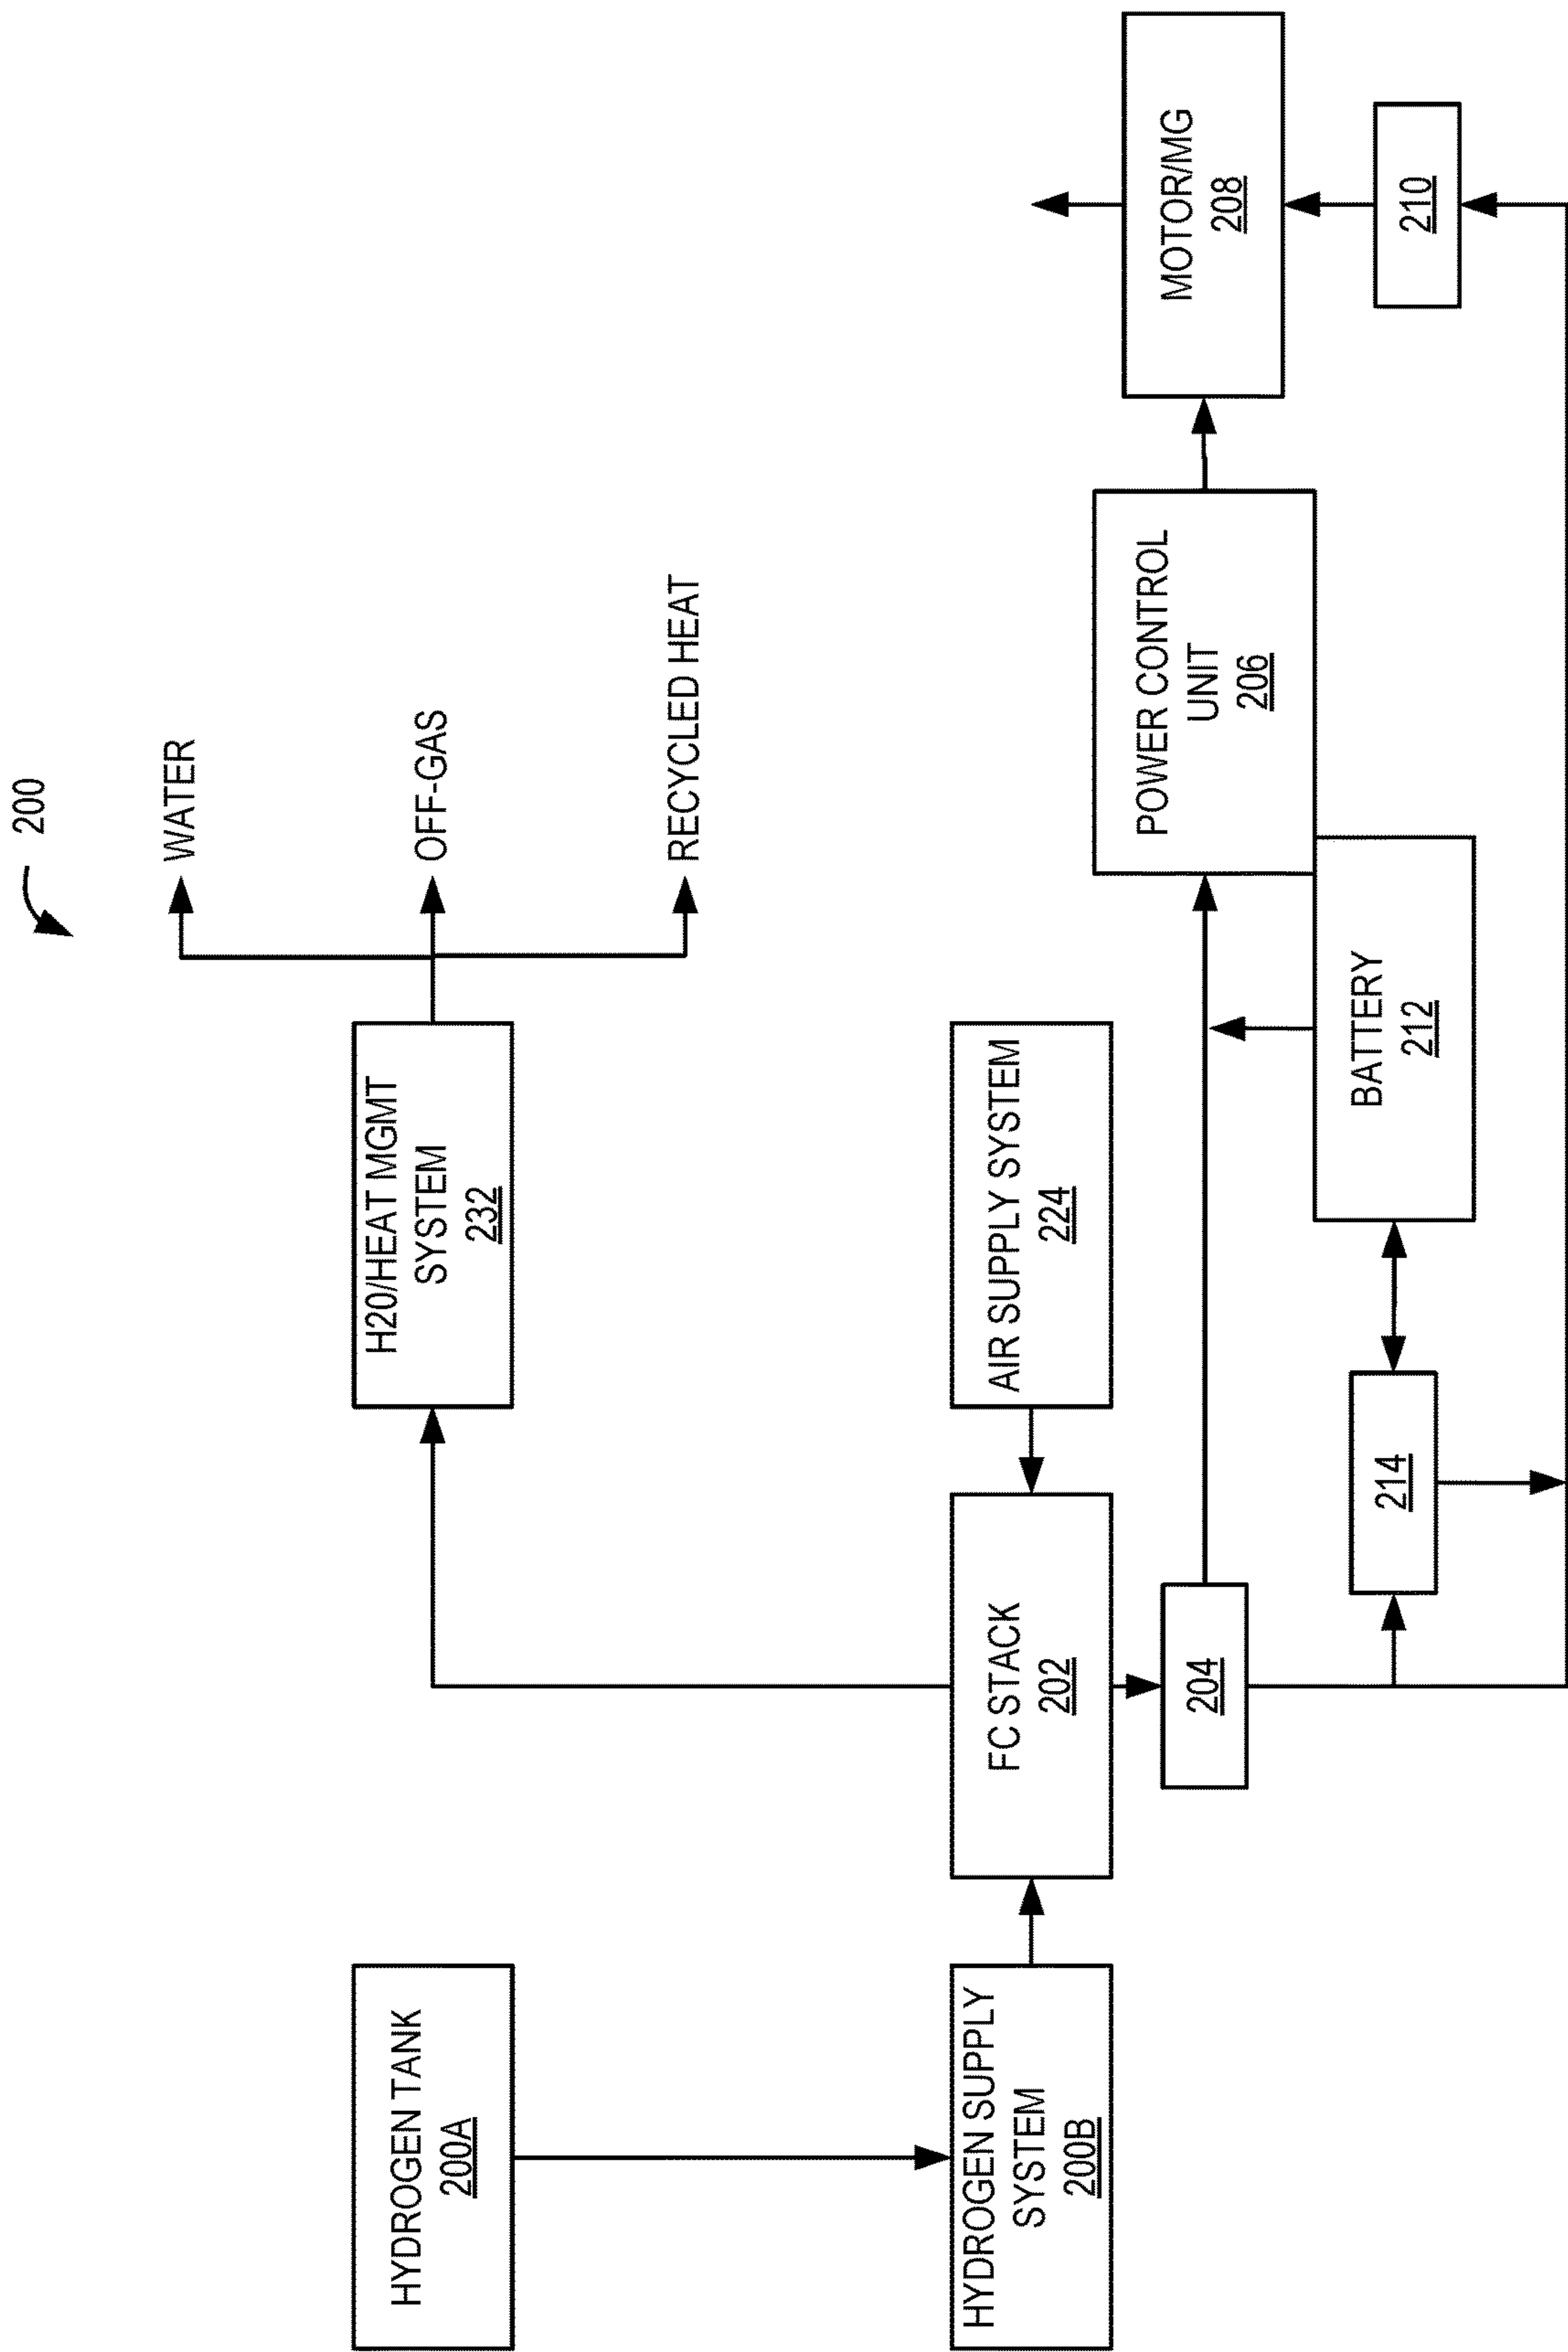 200
HYDROGEN TANK
200A
H20/HEAT MGMT
SYSTEM
232
WATER
OFF-GAS
RECYCLED HEAT
HYDROGEN SUPPLY
SYSTEM
200B
FC STACK
202
AIR SUPPLY SYSTEM
224
204
POWER CONTROL
UNIT
206
MOTOR/MG
208
214
BATTERY
212
210